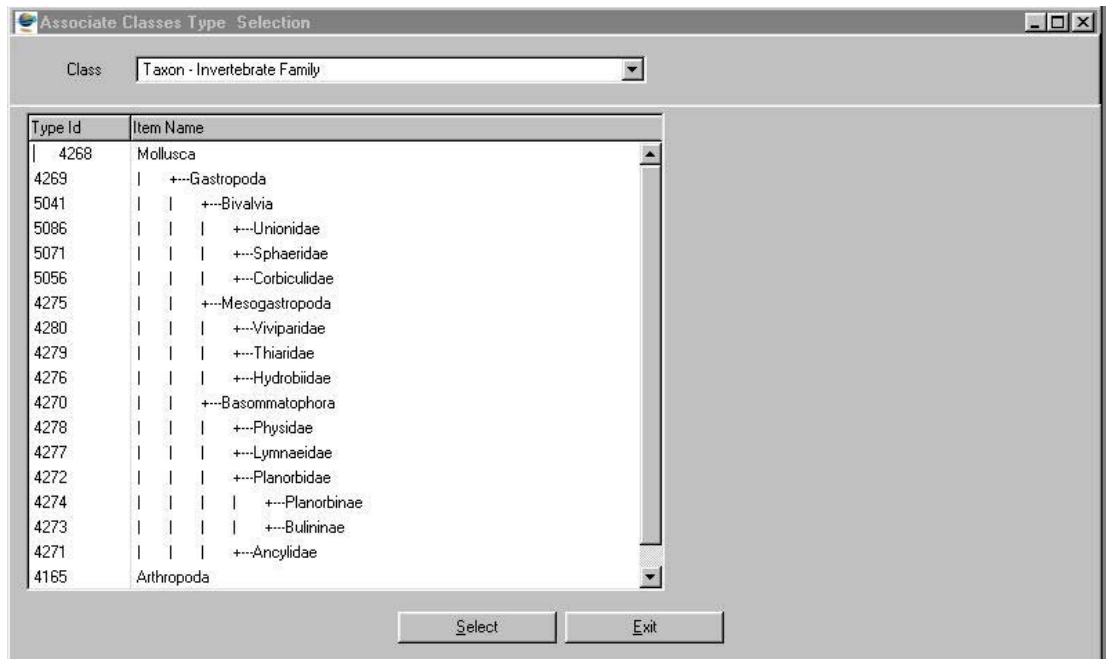 Associate Classes Type Selection
Class Taxon - Invertebrate Family
Type Id Item Name
4268 Mollusca
4269 | +---Gastropoda
5041 | | +---Bivalvia
5086 | | | +---Unionidae
5071 | | | +---Sphaeridae
5056 | | | +---Corbiculidae
4275 | | +---Mesogastropoda
4280 | | | +---Viviparidae
4279 | | | +---Thiaridae
4276 | | | +---Hydrobiidae
4270 | | +---Basommatophora
4278 | | | +---Physidae
4277 | | | +---Lymnaeidae
4272 | | | +---Planorbidae
4274 | | | | +---Planorbinae
4273 | | | | +---Bulininae
4271 | | | +---Ancylidae
4165 Arthropoda
Select Exit